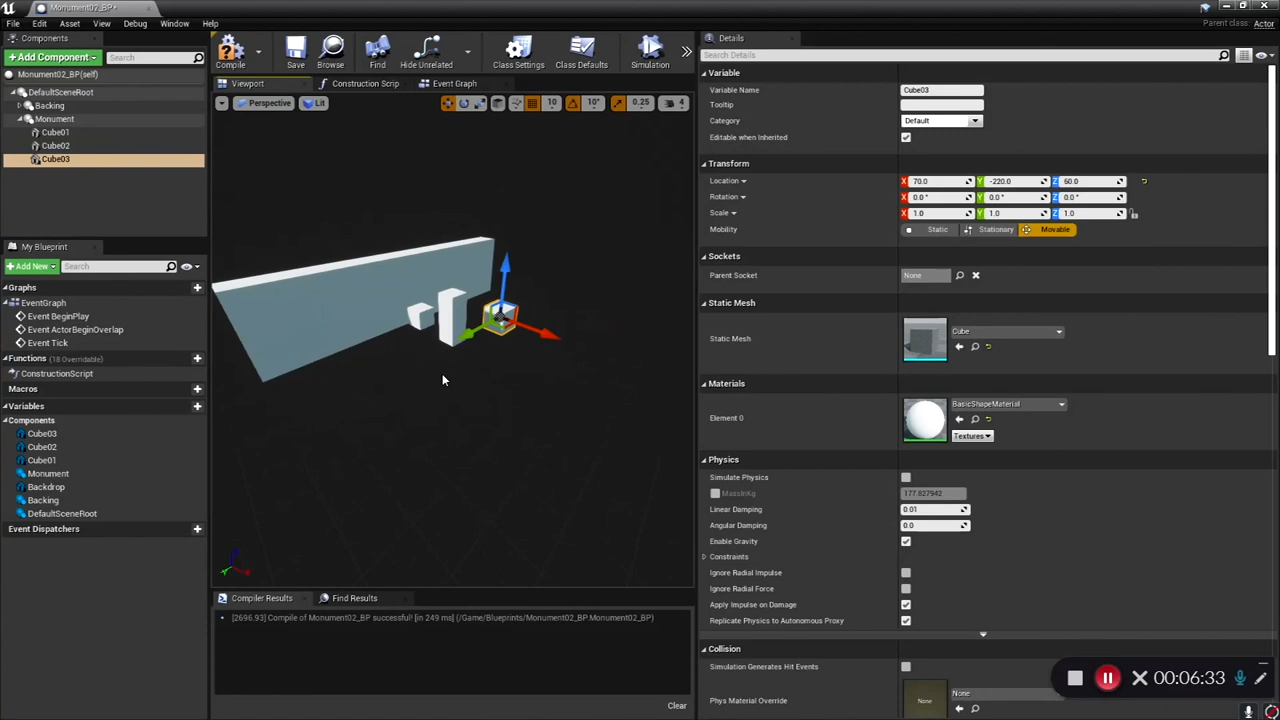 Monument02_BP*
File Edit Asset View Debug Window Help
Parent class: Actor
Components
+Add Component Search
Monument02_BP(self)
DefaultSceneRoot
Backing
Monument
Cube01
Cube02
Cube03
My Blueprint
+Add New Search
Graphs
EventGraph
Event BeginPlay
Event ActorBeginOverlap
Event Tick
Functions (18 Overridable)
ConstructionScript
Macros
Variables
Components
Cube03
Cube02
Cube01
Monument
Backdrop
Backing
DefaultSceneRoot
Event Dispatchers
Compile Save Browse Find Hide Unrelated Class Settings Class Defaults Simulation
Viewport Construction Script Event Graph
Perspective Lit 10 10° 0.25 4
Compiler Results Find Results
[2696.93] Compile of Monument02_BP successful! [in 249 ms] (/Game/Blueprints/Monument02_BP.Monument02_BP)
Clear
Details
Search Details
Variable
Variable Name Cube03
Tooltip
Category Default
Editable when Inherited
Transform
Location X 70.0 Y -220.0 Z 60.0
Rotation X 0.0 ° Y 0.0 ° Z 0.0 °
Scale X 1.0 Y 1.0 Z 1.0
Mobility Static Stationary Movable
Sockets
Parent Socket None
Static Mesh
Static Mesh Cube
Materials
Element 0 BasicShapeMaterial
Textures
Physics
Simulate Physics
MassInKg 177.827942
Linear Damping 0.01
Angular Damping 0.0
Enable Gravity
Constraints
Ignore Radial Impulse
Ignore Radial Force
Apply Impulse on Damage
Replicate Physics to Autonomous Proxy
Collision
Simulation Generates Hit Events
Phys Material Override None None
00:06:33